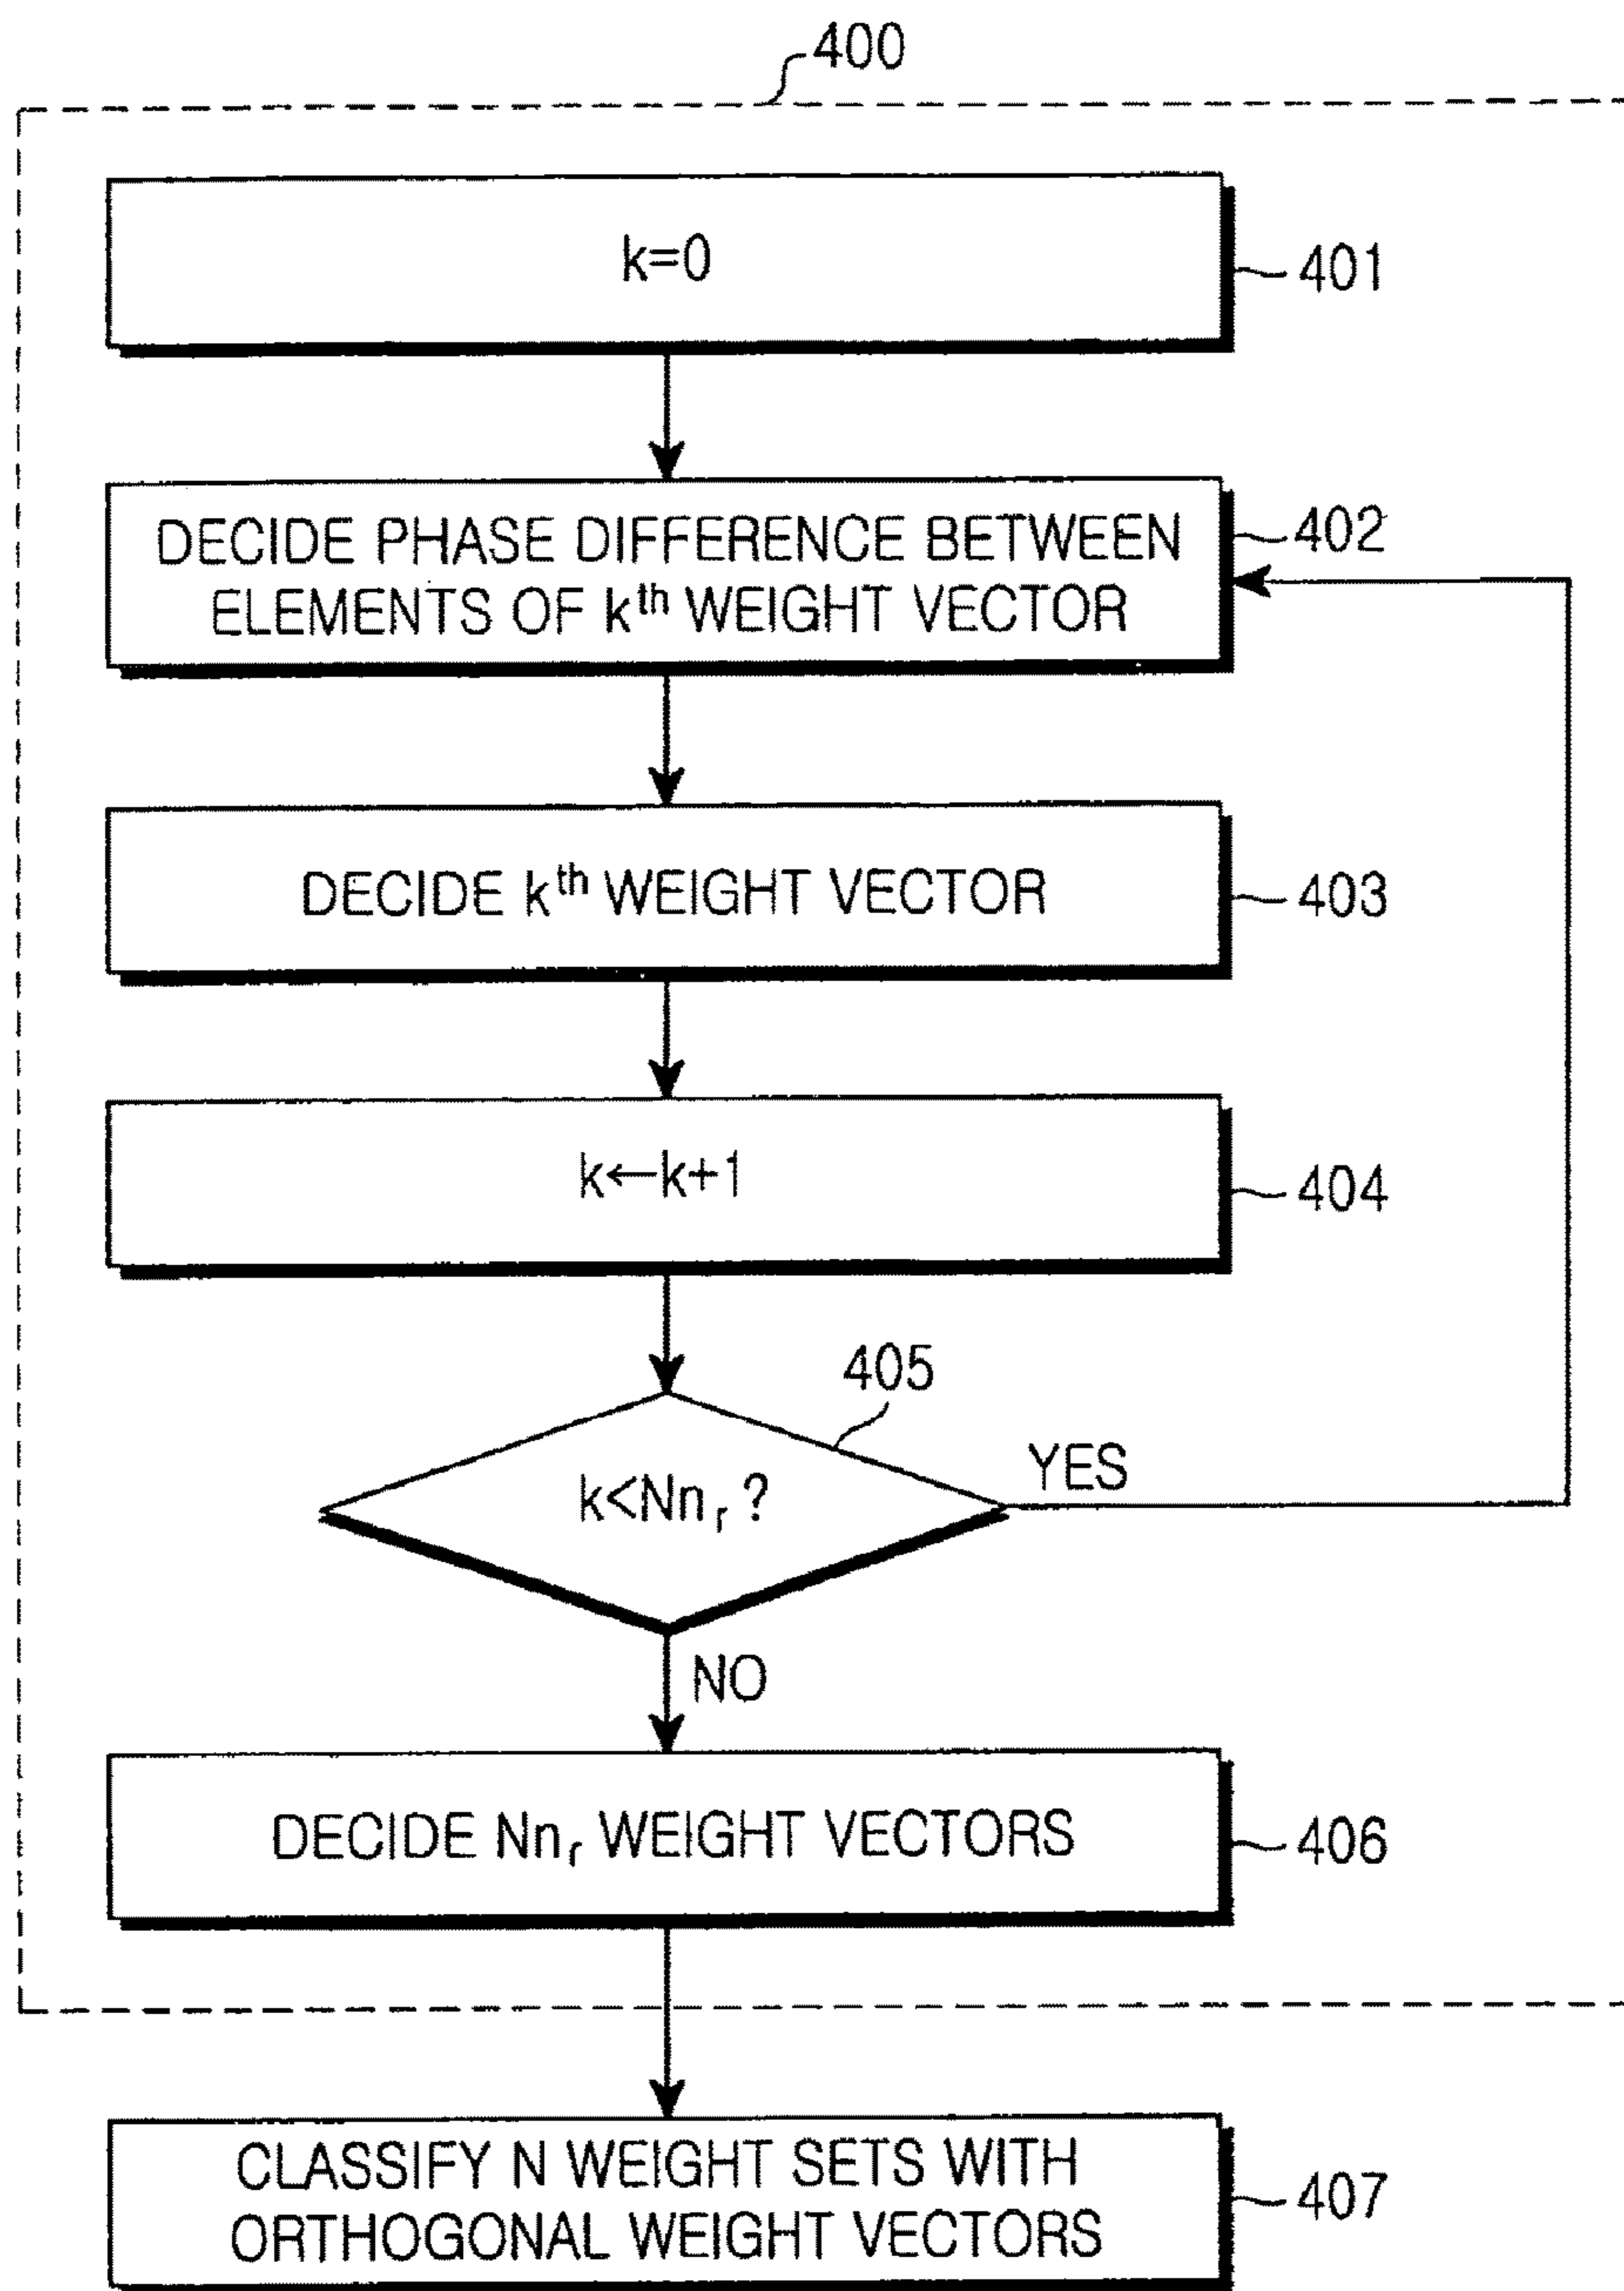 400
k=0
401
DECIDE PHASE DIFFERENCE BETWEEN
ELEMENTS OF kth WEIGHT VECTOR
402
DECIDE kth WEIGHT VECTOR
403
k←k+1
404
405
k<Nnr ?
YES
NO
DECIDE Nnr WEIGHT VECTORS
406
CLASSIFY N WEIGHT SETS WITH
ORTHOGONAL WEIGHT VECTORS
407